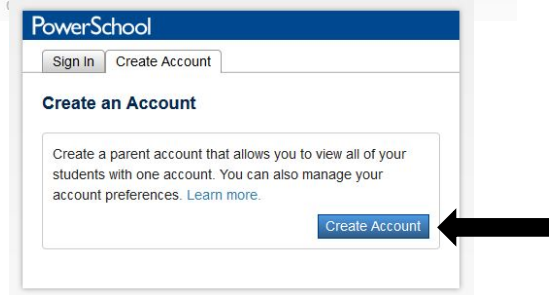 PowerSchool
Sign In Create Account
Create an Account
Create a parent account that allows you to view all of your
students with one account. You can also manage your
account preferences. Learn more.
Create Account